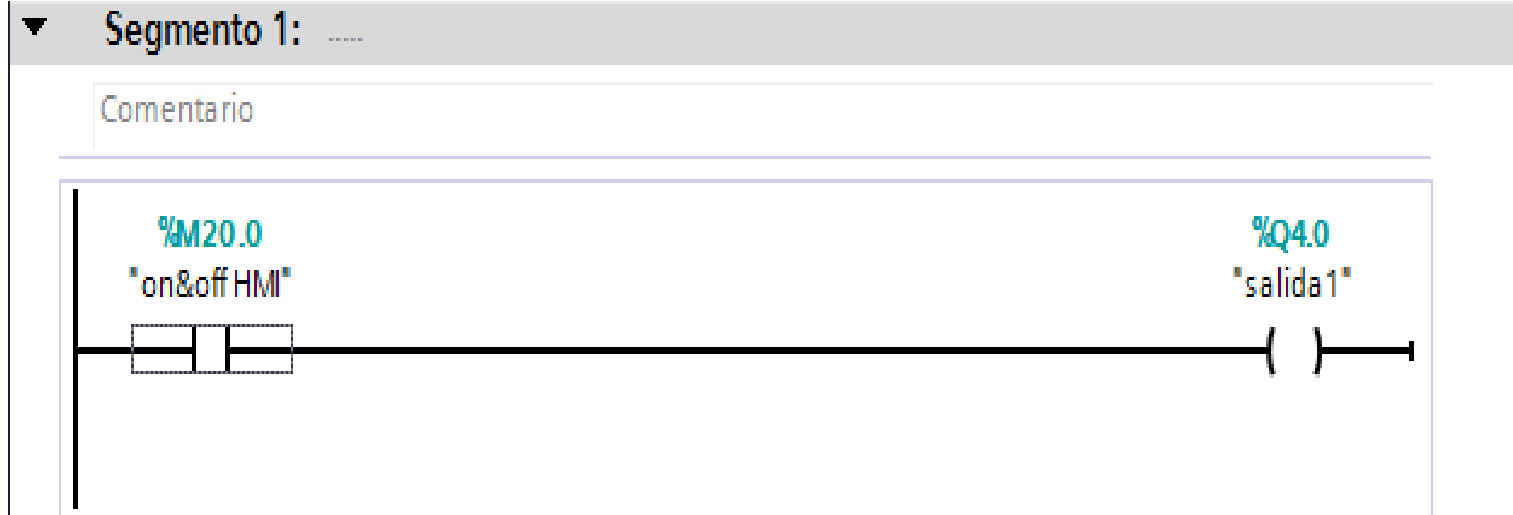 Segmento 1: .....
Comentario
%M20.0
"on&off HMI"
%Q4.0
"salida1"